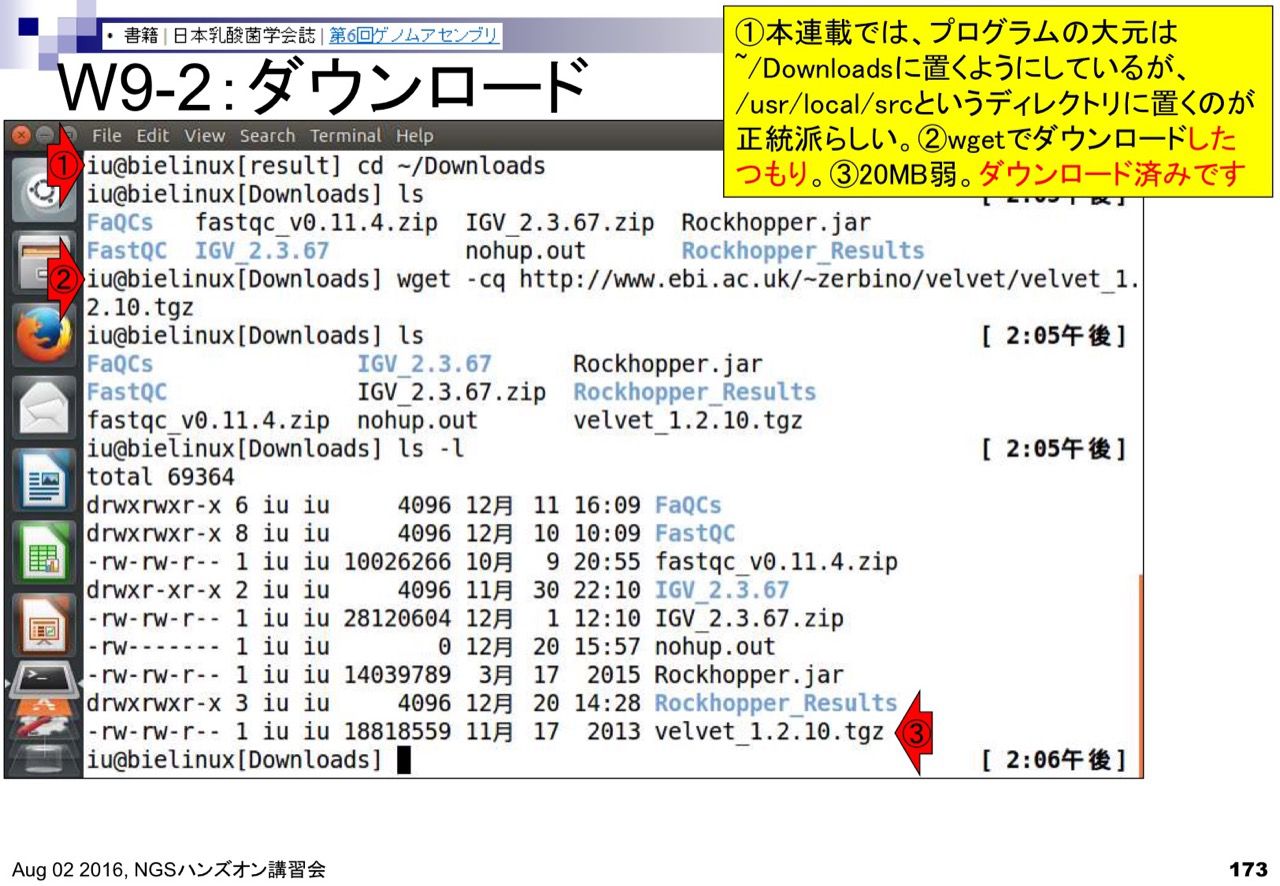 • 書籍 | 日本乳酸菌学会誌 | 第6回ゲノムアセンブリ
W9-2：ダウンロード
①本連載では、プログラムの大元は
~/Downloadsに置くようにしているが、
/usr/local/srcというディレクトリに置くのが
正統派らしい。②wgetでダウンロードした
つもり。③20MB弱。ダウンロード済みです
File Edit View Search Terminal Help
① iu@bielinux[result] cd ~/Downloads
iu@bielinux[Downloads] ls
FaQCs fastqc_v0.11.4.zip IGV_2.3.67.zip Rockhopper.jar
FastQC IGV_2.3.67 nohup.out Rockhopper_Results
② iu@bielinux[Downloads] wget -cq http://www.ebi.ac.uk/~zerbino/velvet/velvet_1.
2.10.tgz
iu@bielinux[Downloads] ls [ 2:05午後]
FaQCs IGV_2.3.67 Rockhopper.jar
FastQC IGV_2.3.67.zip Rockhopper_Results
fastqc_v0.11.4.zip nohup.out velvet_1.2.10.tgz
iu@bielinux[Downloads] ls -l [ 2:05午後]
total 69364
drwxrwxr-x 6 iu iu 4096 12月 11 16:09 FaQCs
drwxrwxr-x 8 iu iu 4096 12月 10 10:09 FastQC
-rw-rw-r-- 1 iu iu 10026266 10月 9 20:55 fastqc_v0.11.4.zip
drwxr-xr-x 2 iu iu 4096 11月 30 22:10 IGV_2.3.67
-rw-rw-r-- 1 iu iu 28120604 12月 1 12:10 IGV_2.3.67.zip
-rw------- 1 iu iu 0 12月 20 15:57 nohup.out
-rw-rw-r-- 1 iu iu 14039789 3月 17 2015 Rockhopper.jar
drwxrwxr-x 3 iu iu 4096 12月 20 14:28 Rockhopper_Results
-rw-rw-r-- 1 iu iu 18818559 11月 17 2013 velvet_1.2.10.tgz ③
iu@bielinux[Downloads] [ 2:06午後]
Aug 02 2016, NGSハンズオン講習会
173